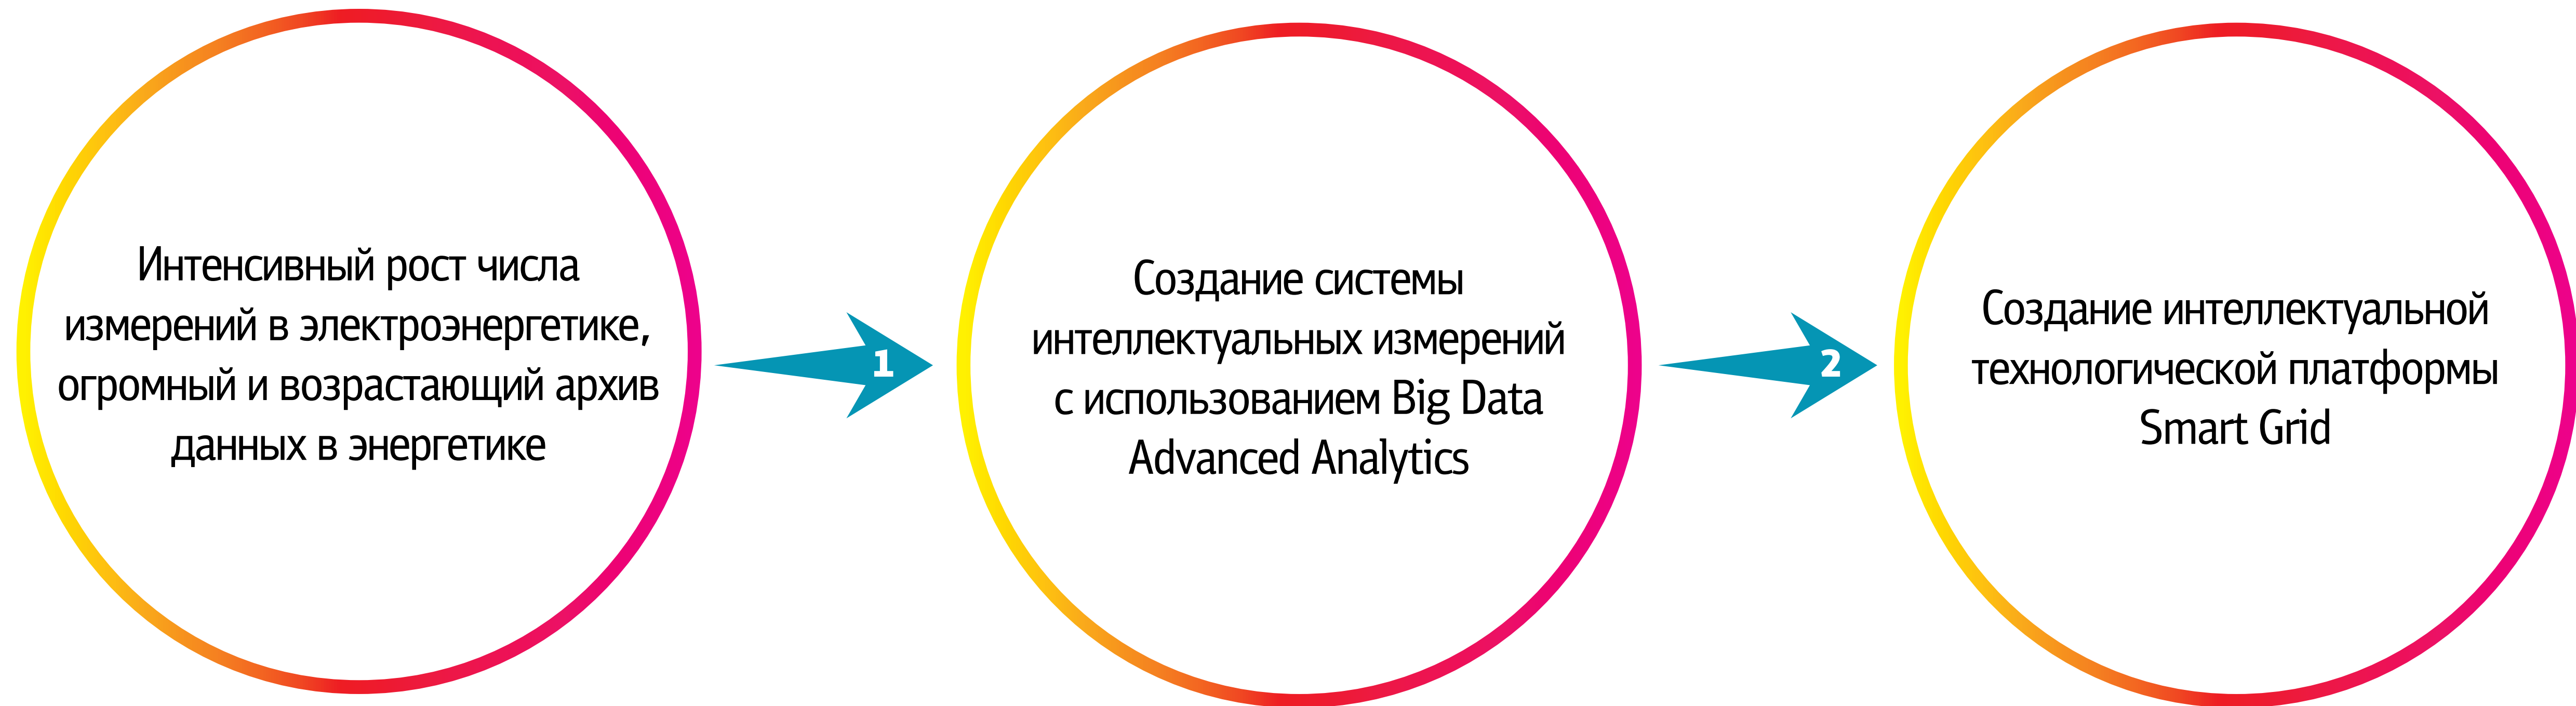 Интенсивный рост числа
измерений в электроэнергетике,
огромный и возрастающий архив
данных в энергетике
1
Создание системы
интеллектуальных измерений
с использованием Big Data
Advanced Analytics
2
Создание интеллектуальной
технологической платформы
Smart Grid